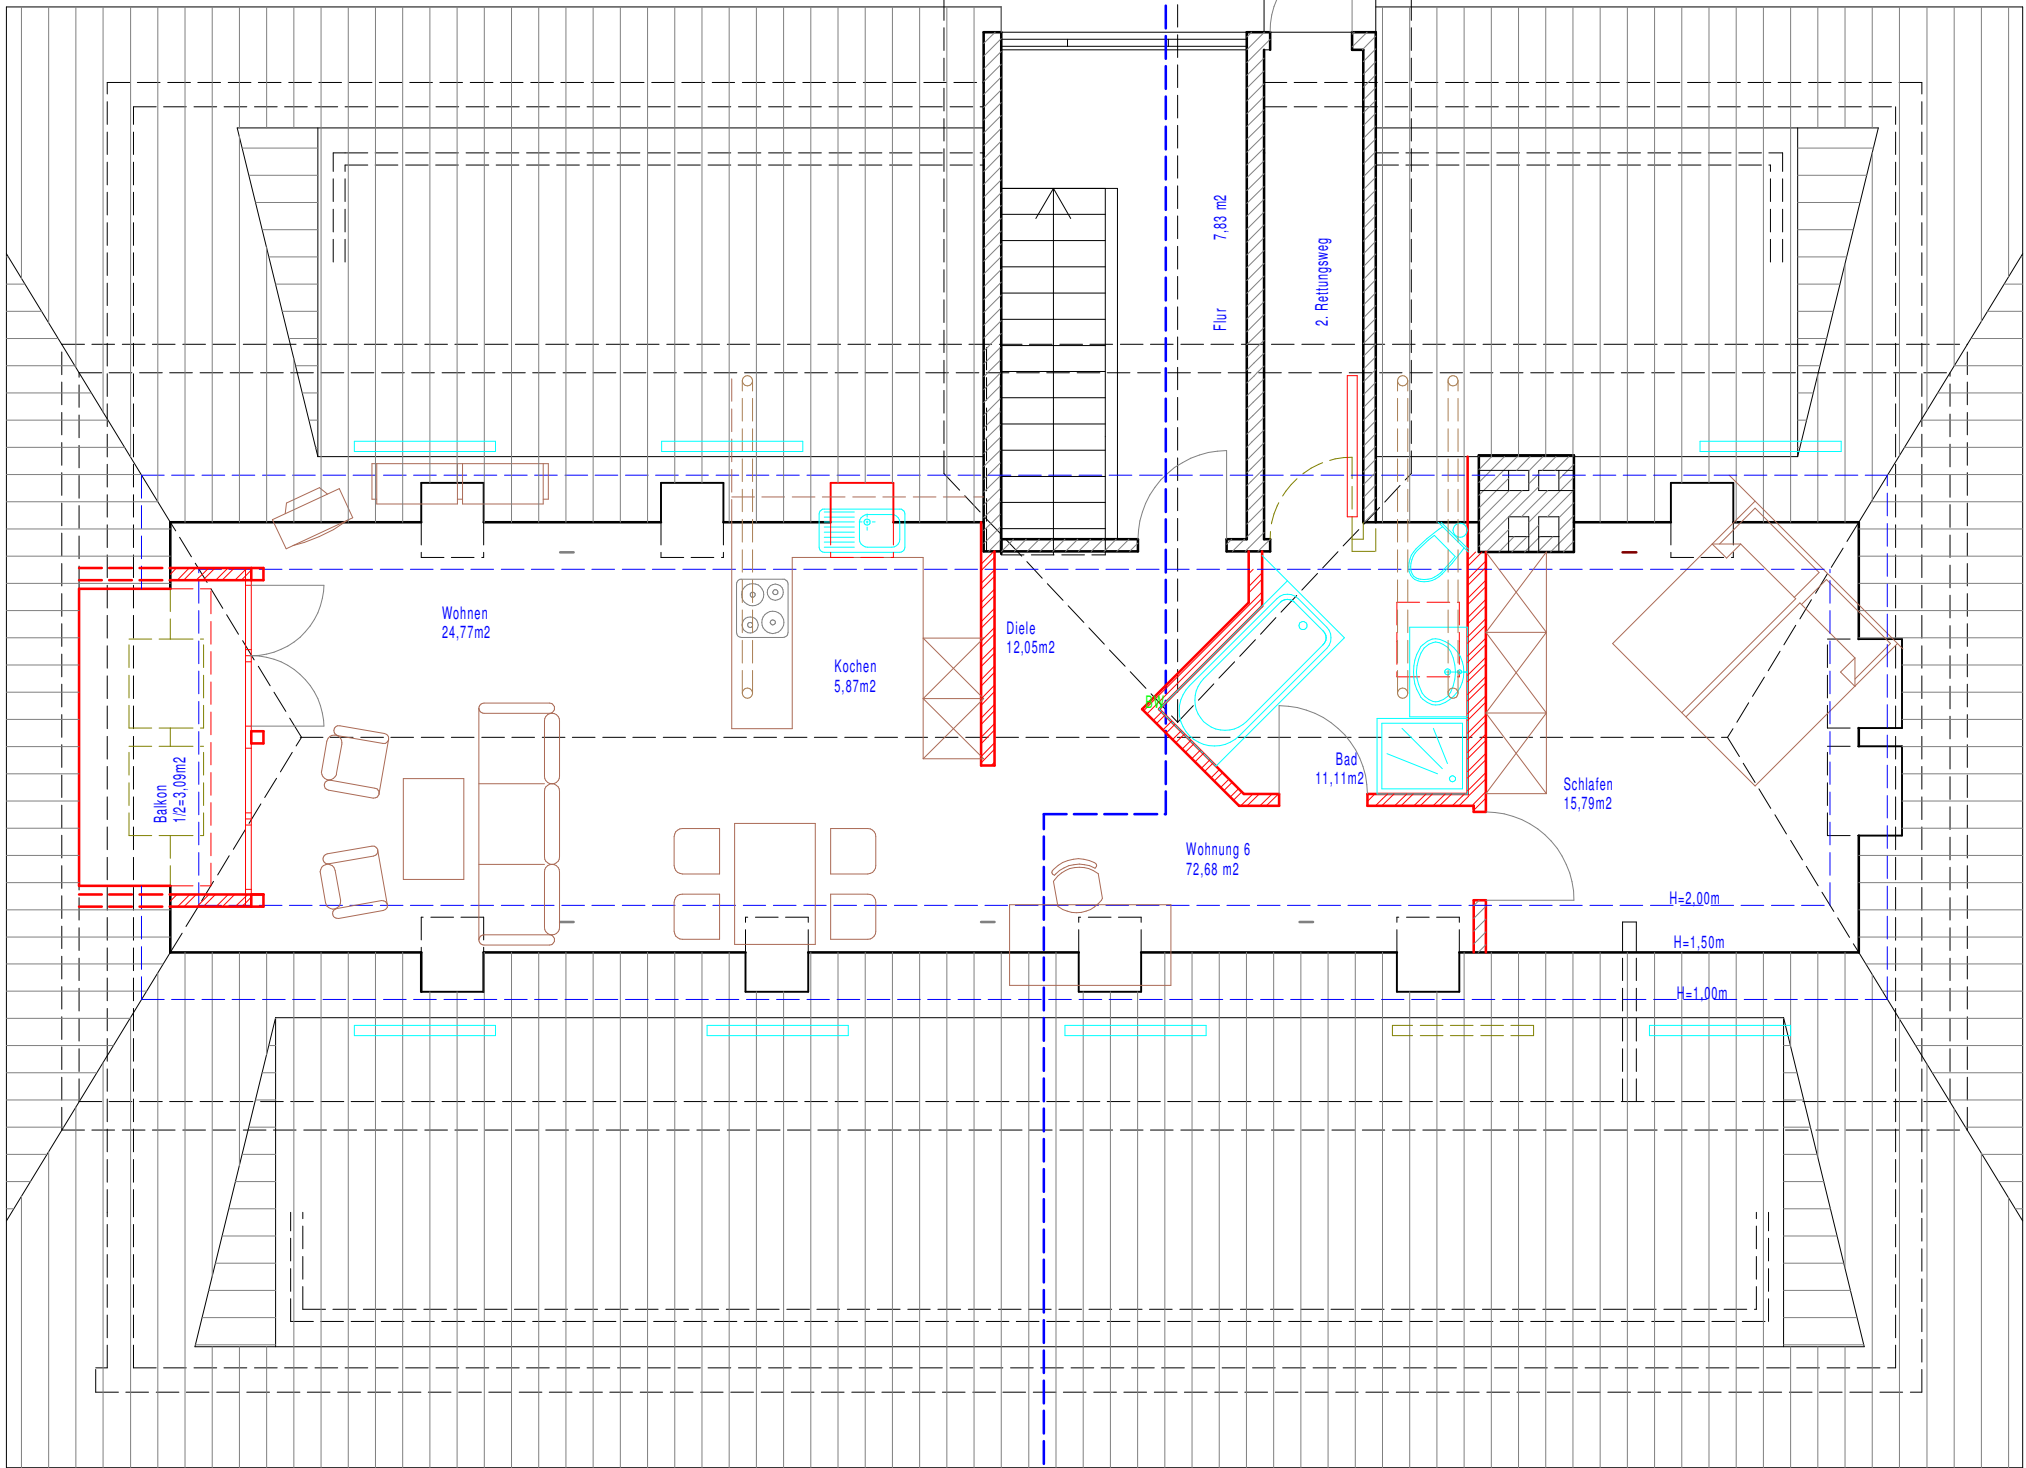 Flur 7,83 m2
2. Rettungsweg
Wohnen
24,77m2
Diele
12,05m2
Kochen
5,87m2
Balkon
1/2=3,09m2
Bad
11,11m2
Schlafen
15,79m2
Wohnung 6
72,68 m2
H=2,00m
H=1,50m
H=1,00m